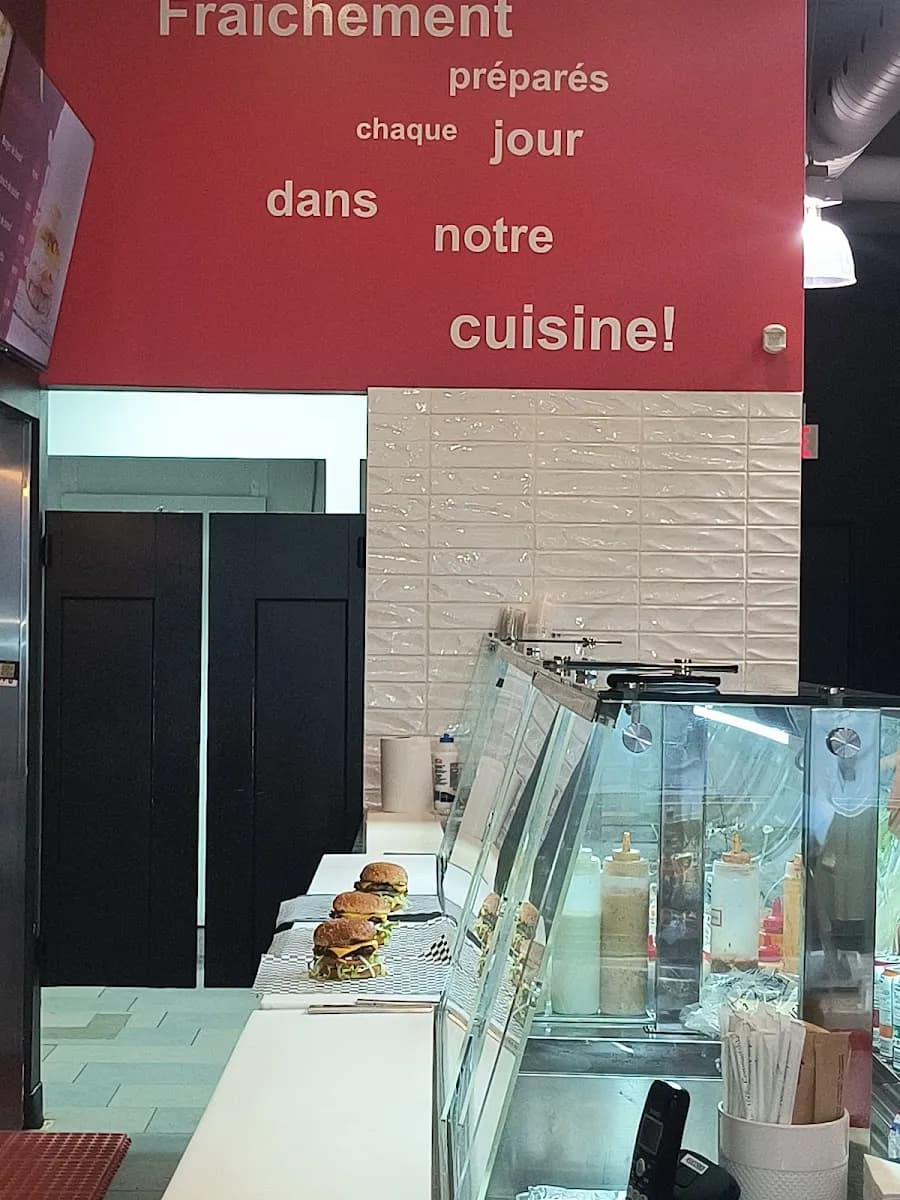 Fraîchement
préparés
chaque jour
dans
notre
cuisine!